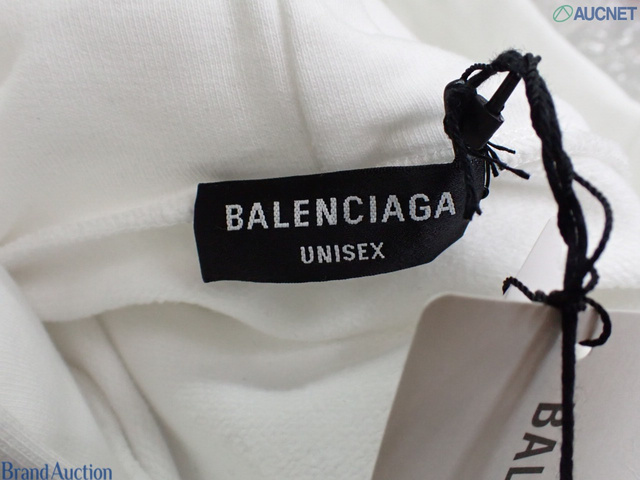 AUCNET
BALENCIAGA
UNISEX
BAL
Brand Auction